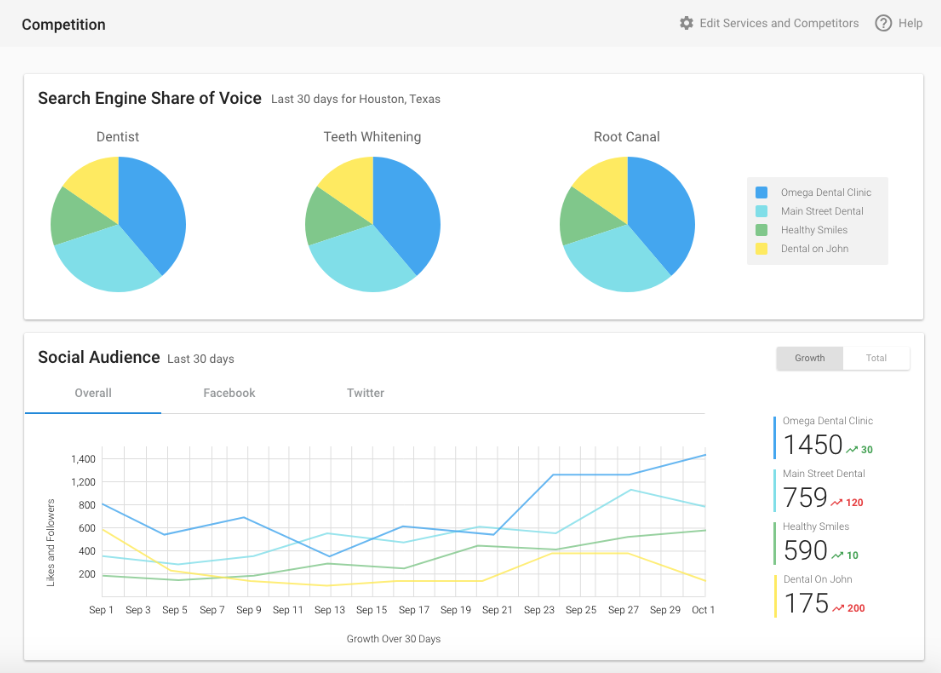 Competition
Edit Services and Competitors
Help
Search Engine Share of Voice Last 30 days for Houston, Texas
Dentist
Teeth Whitening
Root Canal
Omega Dental Clinic
Main Street Dental
Healthy Smiles
Dental on John
Social Audience Last 30 days
Growth
Total
Overall
Facebook
Twitter
Likes and Followers
1,400
1,200
800
600
400
200
Sep 1 Sep 3 Sep 5 Sep 7 Sep 9 Sep 11 Sep 13 Sep 15 Sep 17 Sep 19 Sep 21 Sep 23 Sep 25 Sep 27 Sep 29 Oct 1
Growth Over 30 Days
Omega Dental Clinic
1450 30
Main Street Dental
759 120
Healthy Smiles
590 10
Dental On John
175 200